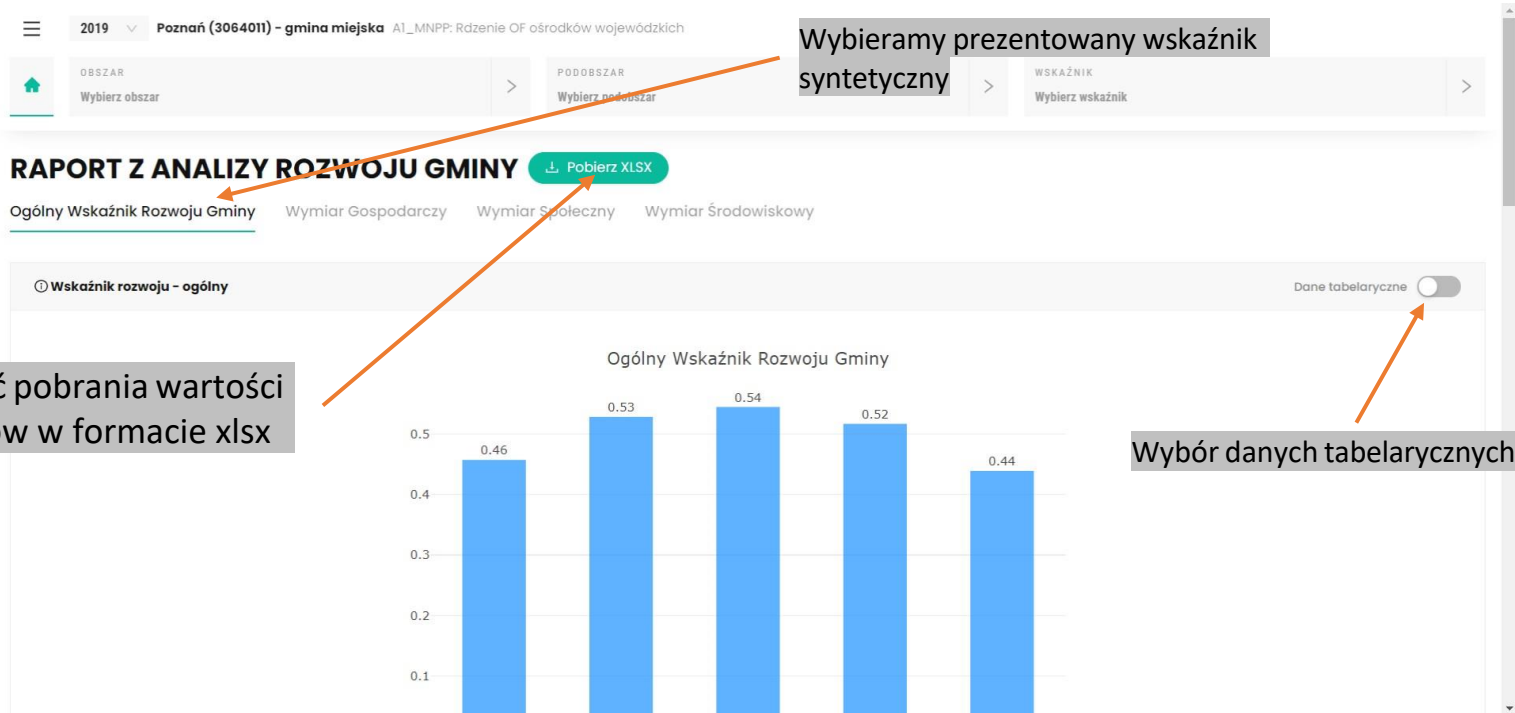 2019 Poznań (3064011) - gmina miejska A1_MNPP: Rdzenie OF ośrodków wojewódzkich
Wybieramy prezentowany wskaźnik
syntetyczny
OBSZAR
Wybierz obszar
PODOBSZAR
Wybierz podobszar
WSKAŹNIK
Wybierz wskaźnik
RAPORT Z ANALIZY ROZWOJU GMINY Pobierz XLSX
Ogólny Wskaźnik Rozwoju Gminy Wymiar Gospodarczy Wymiar Społeczny Wymiar Środowiskowy
Wskaźnik rozwoju - ogólny Dane tabelaryczne
Ogólny Wskaźnik Rozwoju Gminy
ć pobrania wartości
ów w formacie xlsx
Wybór danych tabelarycznych
0.46
0.53
0.54
0.52
0.44
0.5
0.4
0.3
0.2
0.1